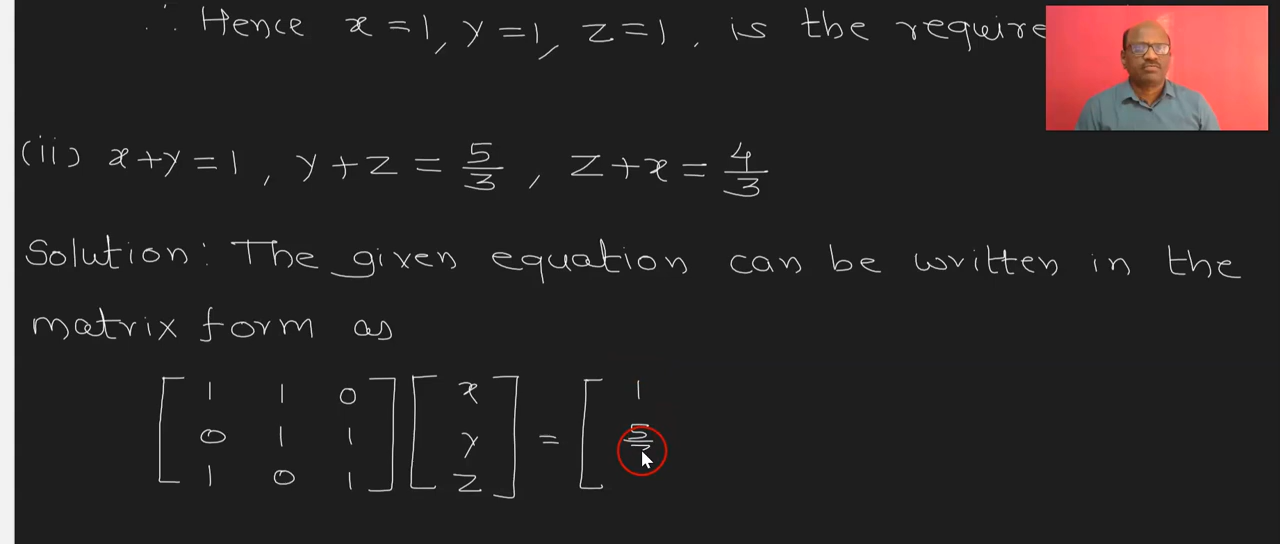 ∴ Hence x = 1, y = 1, z = 1, is the require
(ii) x+y = 1, y+z = 5/3, z+x = 4/3
Solution: The given equation can be written in the
matrix form as
[1 1 0] [x] = [1
[0 1 1] [y] 5/3
[1 0 1] [z]